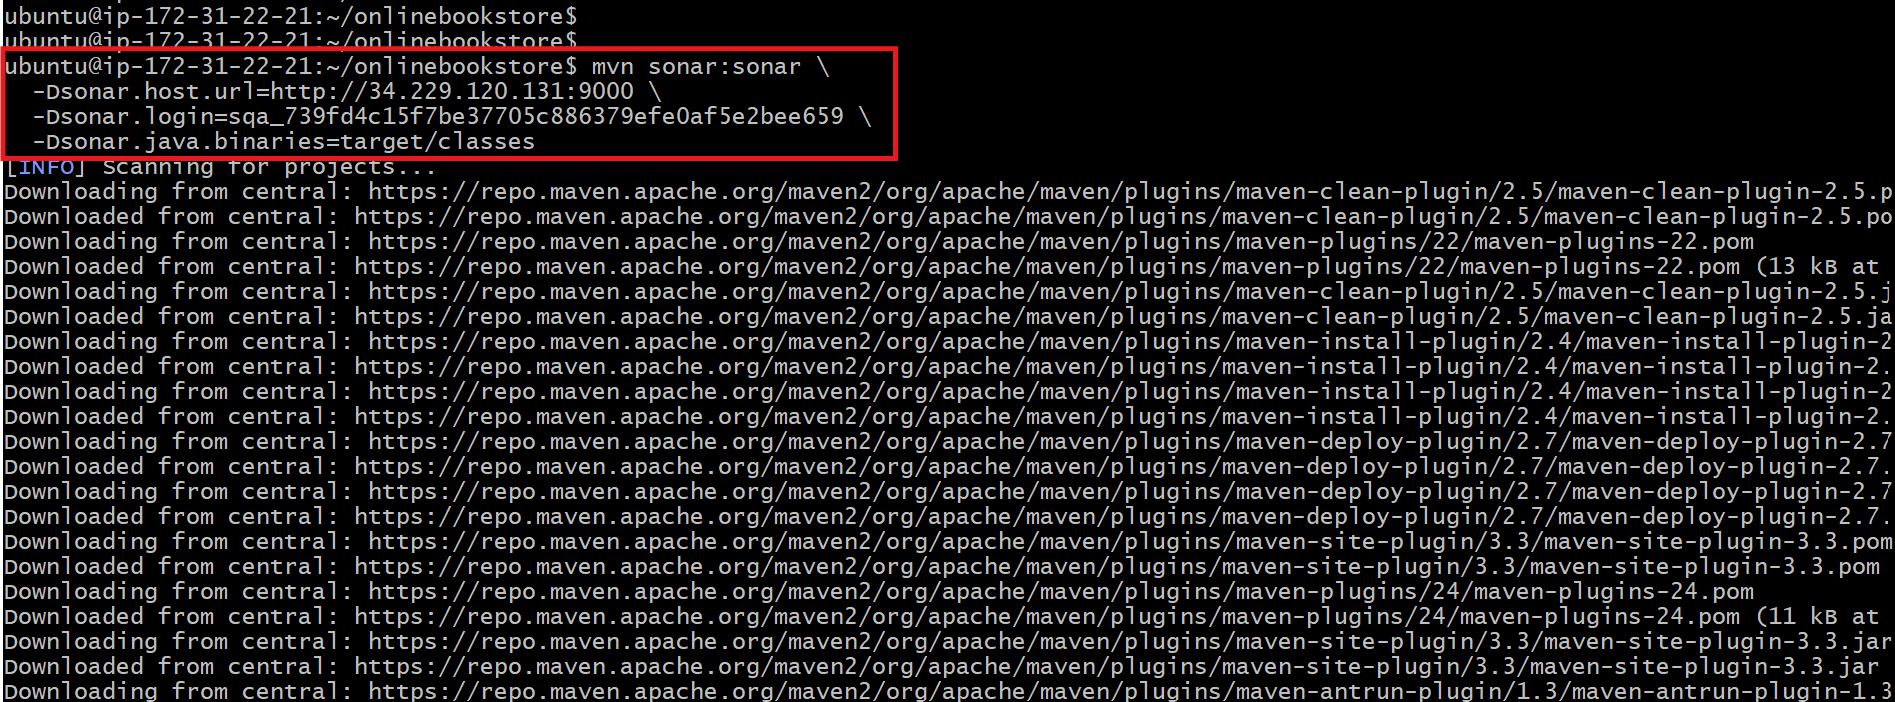 ubuntu@ip-172-31-22-21:~/onlinebookstore$
ubuntu@ip-172-31-22-21:~/onlinebookstore$
ubuntu@ip-172-31-22-21:~/onlinebookstore$ mvn sonar:sonar \
  -Dsonar.host.url=http://34.229.120.131:9000 \
  -Dsonar.login=sqa_739fd4c15f7be37705c886379efe0af5e2bee659 \
  -Dsonar.java.binaries=target/classes
[INFO] Scanning for projects...
Downloading from central: https://repo.maven.apache.org/maven2/org/apache/maven/plugins/maven-clean-plugin/2.5/maven-clean-plugin-2.5.p
Downloaded from central: https://repo.maven.apache.org/maven2/org/apache/maven/plugins/maven-clean-plugin/2.5/maven-clean-plugin-2.5.po
Downloading from central: https://repo.maven.apache.org/maven2/org/apache/maven/maven-plugins/22/maven-plugins-22.pom
Downloaded from central: https://repo.maven.apache.org/maven2/org/apache/maven/maven-plugins/22/maven-plugins-22.pom (13 kB at
Downloading from central: https://repo.maven.apache.org/maven2/org/apache/maven/plugins/maven-clean-plugin/2.5/maven-clean-plugin-2.5.j
Downloaded from central: https://repo.maven.apache.org/maven2/org/apache/maven/plugins/maven-clean-plugin/2.5/maven-clean-plugin-2.5.ja
Downloading from central: https://repo.maven.apache.org/maven2/org/apache/maven/plugins/maven-install-plugin/2.4/maven-install-plugin-2
Downloaded from central: https://repo.maven.apache.org/maven2/org/apache/maven/plugins/maven-install-plugin/2.4/maven-install-plugin-2.
Downloading from central: https://repo.maven.apache.org/maven2/org/apache/maven/plugins/maven-install-plugin/2.4/maven-install-plugin-2
Downloaded from central: https://repo.maven.apache.org/maven2/org/apache/maven/plugins/maven-install-plugin/2.4/maven-install-plugin-2.
Downloading from central: https://repo.maven.apache.org/maven2/org/apache/maven/plugins/maven-deploy-plugin/2.7/maven-deploy-plugin-2.7
Downloaded from central: https://repo.maven.apache.org/maven2/org/apache/maven/plugins/maven-deploy-plugin/2.7/maven-deploy-plugin-2.7.
Downloading from central: https://repo.maven.apache.org/maven2/org/apache/maven/plugins/maven-deploy-plugin/2.7/maven-deploy-plugin-2.7
Downloaded from central: https://repo.maven.apache.org/maven2/org/apache/maven/plugins/maven-deploy-plugin/2.7/maven-deploy-plugin-2.7.
Downloading from central: https://repo.maven.apache.org/maven2/org/apache/maven/plugins/maven-site-plugin/3.3/maven-site-plugin-3.3.pom
Downloaded from central: https://repo.maven.apache.org/maven2/org/apache/maven/plugins/maven-site-plugin/3.3/maven-site-plugin-3.3.pom
Downloading from central: https://repo.maven.apache.org/maven2/org/apache/maven/maven-plugins/24/maven-plugins-24.pom
Downloaded from central: https://repo.maven.apache.org/maven2/org/apache/maven/maven-plugins/24/maven-plugins-24.pom (11 kB at
Downloading from central: https://repo.maven.apache.org/maven2/org/apache/maven/plugins/maven-site-plugin/3.3/maven-site-plugin-3.3.jar
Downloaded from central: https://repo.maven.apache.org/maven2/org/apache/maven/plugins/maven-site-plugin/3.3/maven-site-plugin-3.3.jar
Downloading from central: https://repo.maven.apache.org/maven2/org/apache/maven/plugins/maven-antrun-plugin/1.3/maven-antrun-plugin-1.3